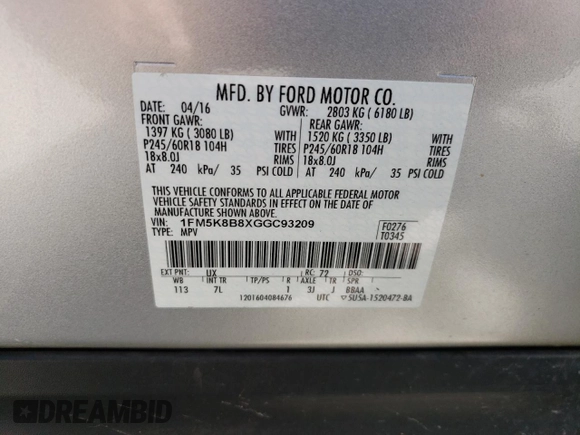 MFD. BY FORD MOTOR CO.
DATE: 04/16 GVWR: 2803 KG ( 6180 LB)
FRONT GAWR: REAR GAWR:
1397 KG ( 3080 LB) WITH 1520 KG ( 3350 LB) WITH
P245/60R18 104H TIRES P245/60R18 104H TIRES
18x8.0J RIMS 18x8.0J RIMS
AT 240 kPa/ 35 PSI COLD AT 240 kPa/ 35 PSI COLD
THIS VEHICLE CONFORMS TO ALL APPLICABLE FEDERAL MOTOR
VEHICLE SAFETY STANDARDS IN EFFECT ON THE DATE OF
MANUFACTURE SHOWN ABOVE.
VIN: 1FM5K8B8XGGC93209 F0276
TYPE: MPV T0345
EXT PNT: UX RC: 72 DSO:
WB INT TR TP/PS R AXLE TR SPR
113 7L 1 3J J BBAA
1201604084676 UTC 5USA-1520472-BA
DREAMBID